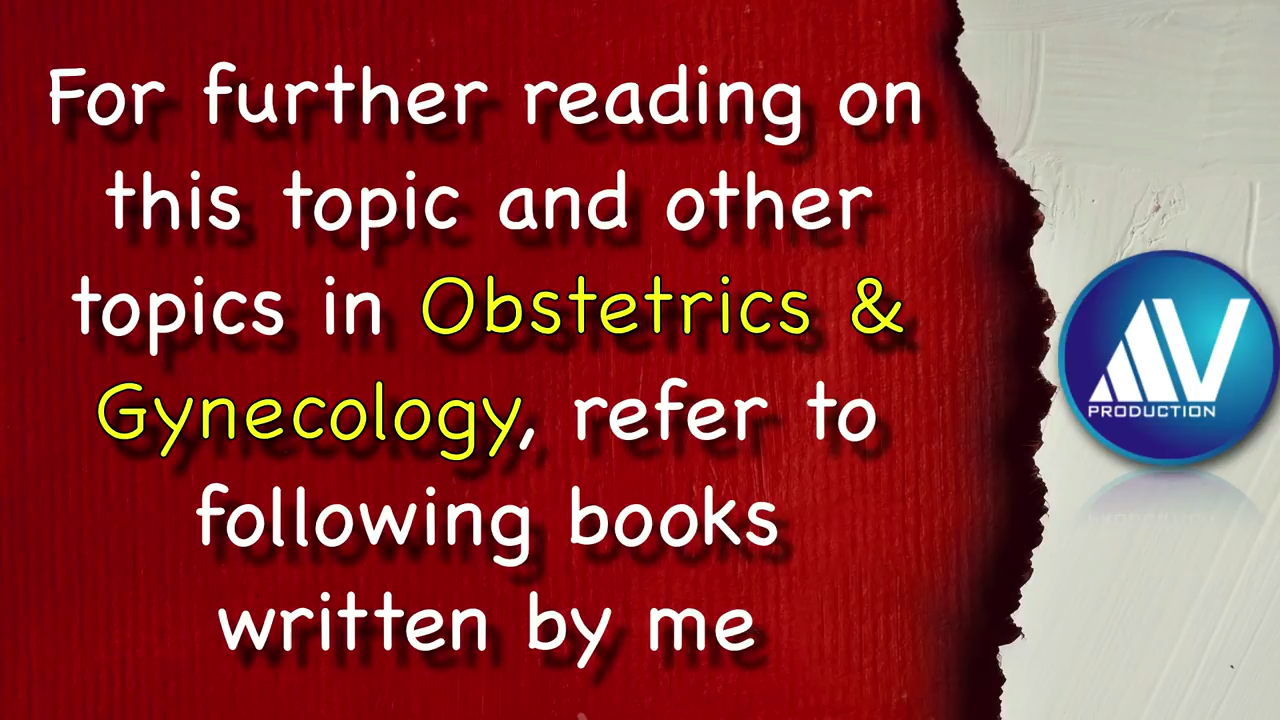 For further reading on
this topic and other
topics in Obstetrics &
Gynecology, refer to
following books
written by me
AV
PRODUCTION